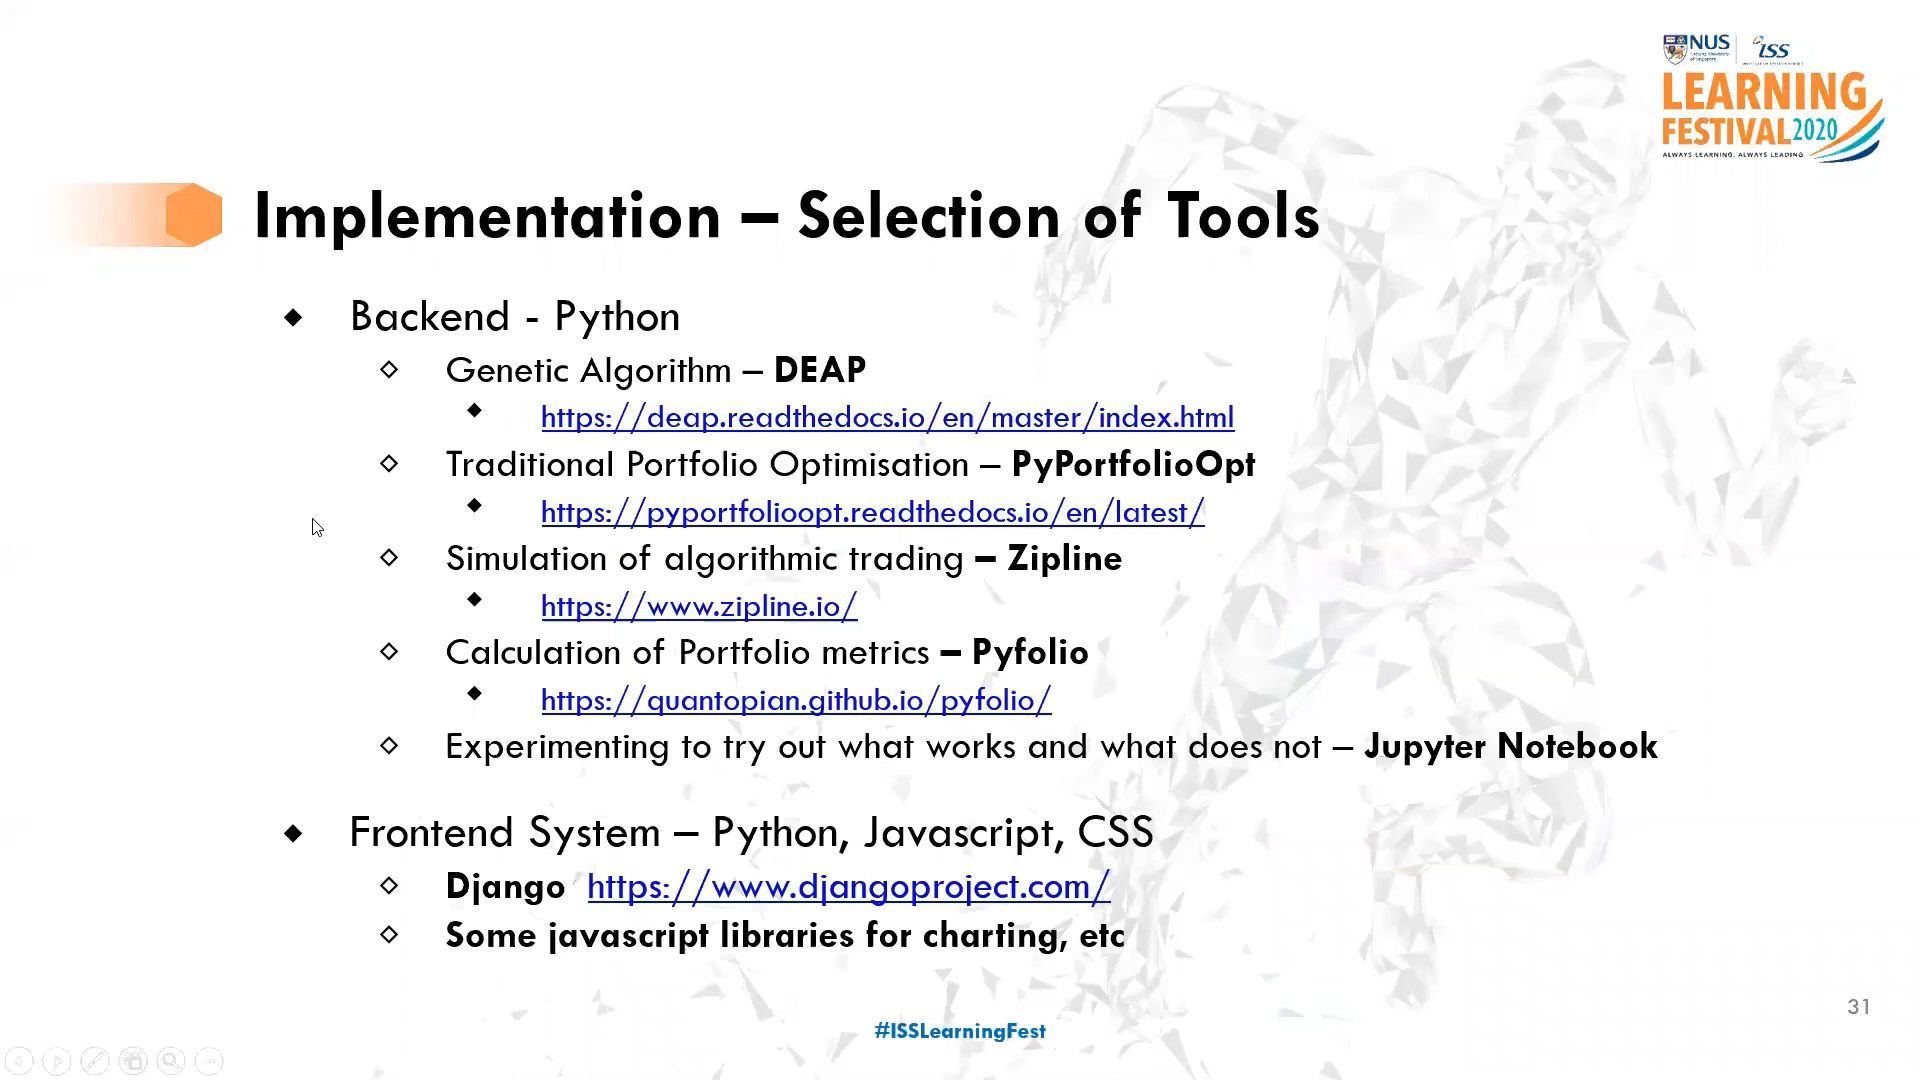 NUS
ISS
LEARNING
FESTIVAL 2020
ALWAYS LEARNING, ALWAYS LEADING
Implementation – Selection of Tools
Backend - Python
Genetic Algorithm – DEAP
https://deap.readthedocs.io/en/master/index.html
Traditional Portfolio Optimisation – PyPortfolioOpt
https://pyportfolioopt.readthedocs.io/en/latest/
Simulation of algorithmic trading – Zipline
https://www.zipline.io/
Calculation of Portfolio metrics – Pyfolio
https://quantopian.github.io/pyfolio/
Experimenting to try out what works and what does not – Jupyter Notebook
Frontend System – Python, Javascript, CSS
Django https://www.djangoproject.com/
Some javascript libraries for charting, etc
31
#ISSLearningFest